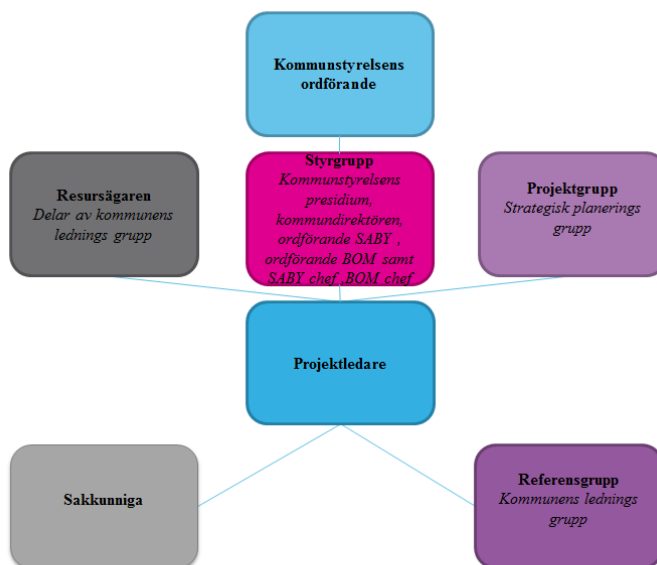 Kommunstyrelsens
ordförande
Resursägaren
Delar av kommunens
lednings grupp
Styrgrupp
Kommunstyrelsens
presidium,
kommundirektören,
ordförande SABY ,
ordförande BOM samt
SABY chef ,BOM chef
Projektgrupp
Strategisk planerings
grupp
Projektledare
Sakkunniga
Referensgrupp
Kommunens lednings
grupp